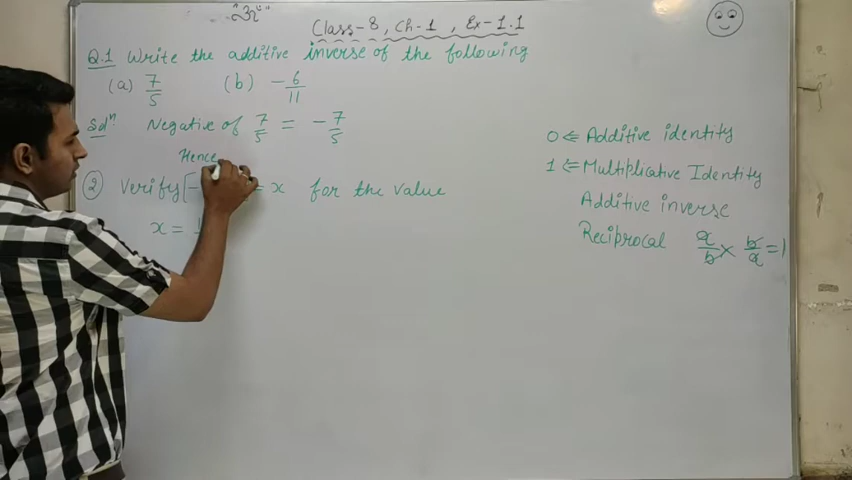 "ॐ"
Class-8, Ch-1, Ex-1.1
Q.1 Write the additive inverse of the following
(a) 7/5 (b) -6/11
Solⁿ Negative of 7/5 = -7/5
Hence
② Verify [- = x for the value
x = 1
0 ⇐ Additive identity
1 ⇐ Multiplicative Identity
Additive inverse
Reciprocal a/b × b/a = 1